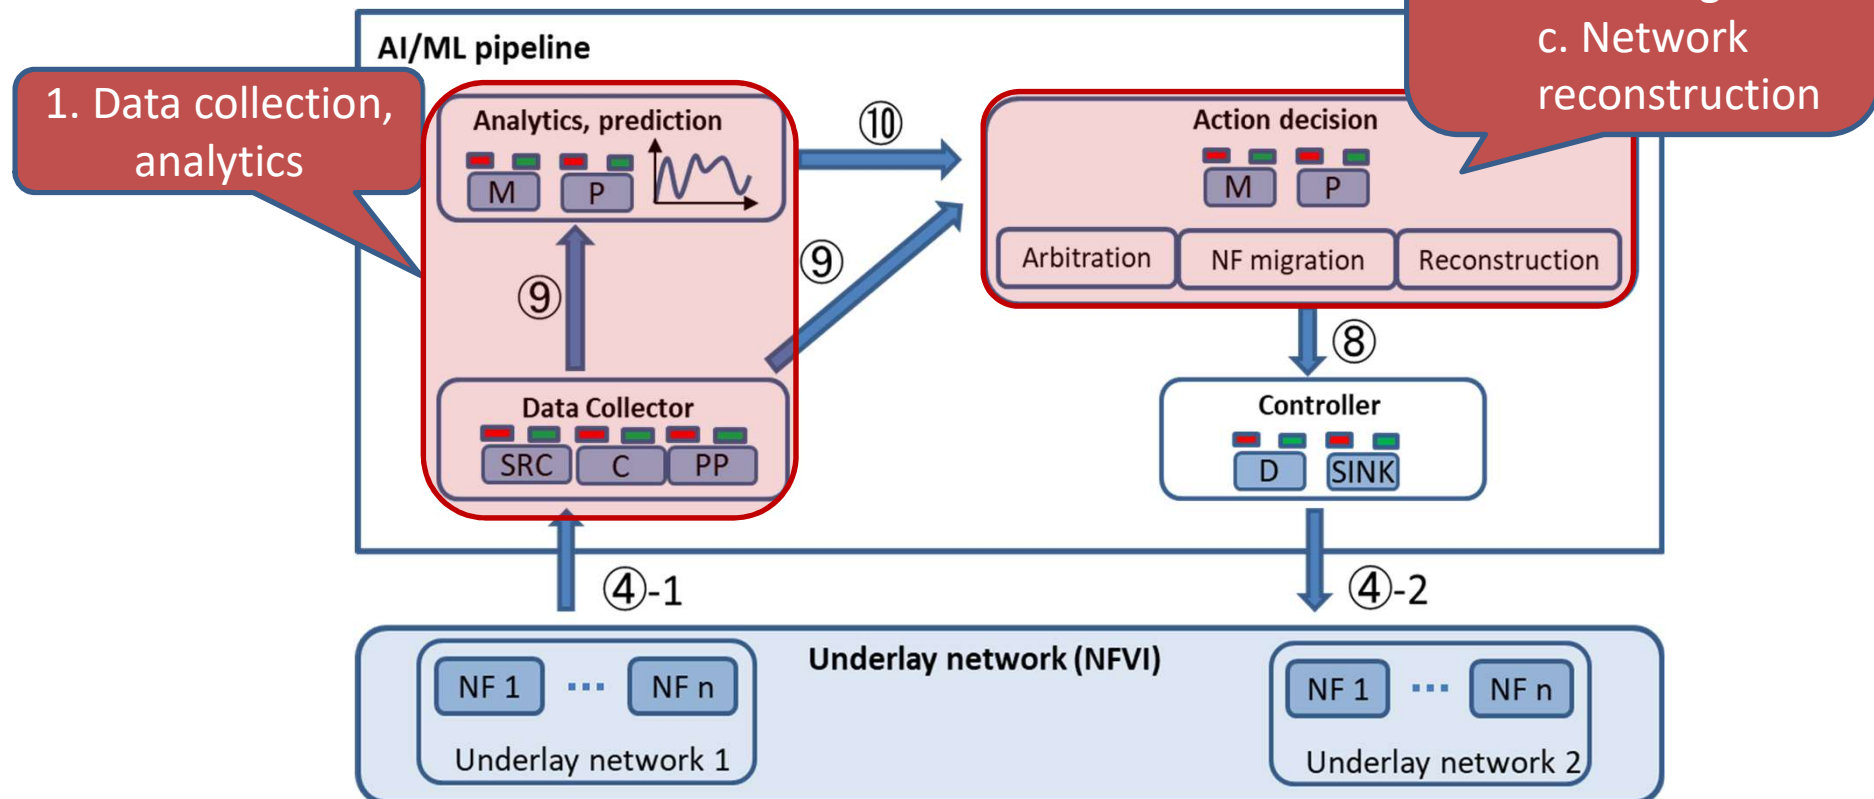 AI/ML pipeline
c. Network
reconstruction
1. Data collection,
analytics
Analytics, prediction
M P
⑩
Action decision
M P
Arbitration NF migration Reconstruction
⑨
⑨
⑧
Data Collector
SRC C PP
Controller
D SINK
④-1
④-2
Underlay network (NFVI)
NF 1 ... NF n
Underlay network 1
NF 1 ... NF n
Underlay network 2